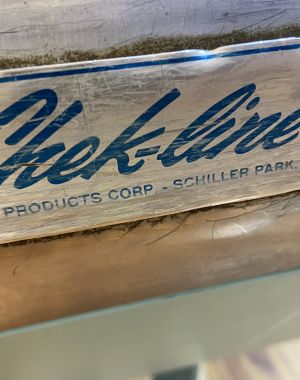 Chek-line
PRODUCTS CORP - SCHILLER PARK,